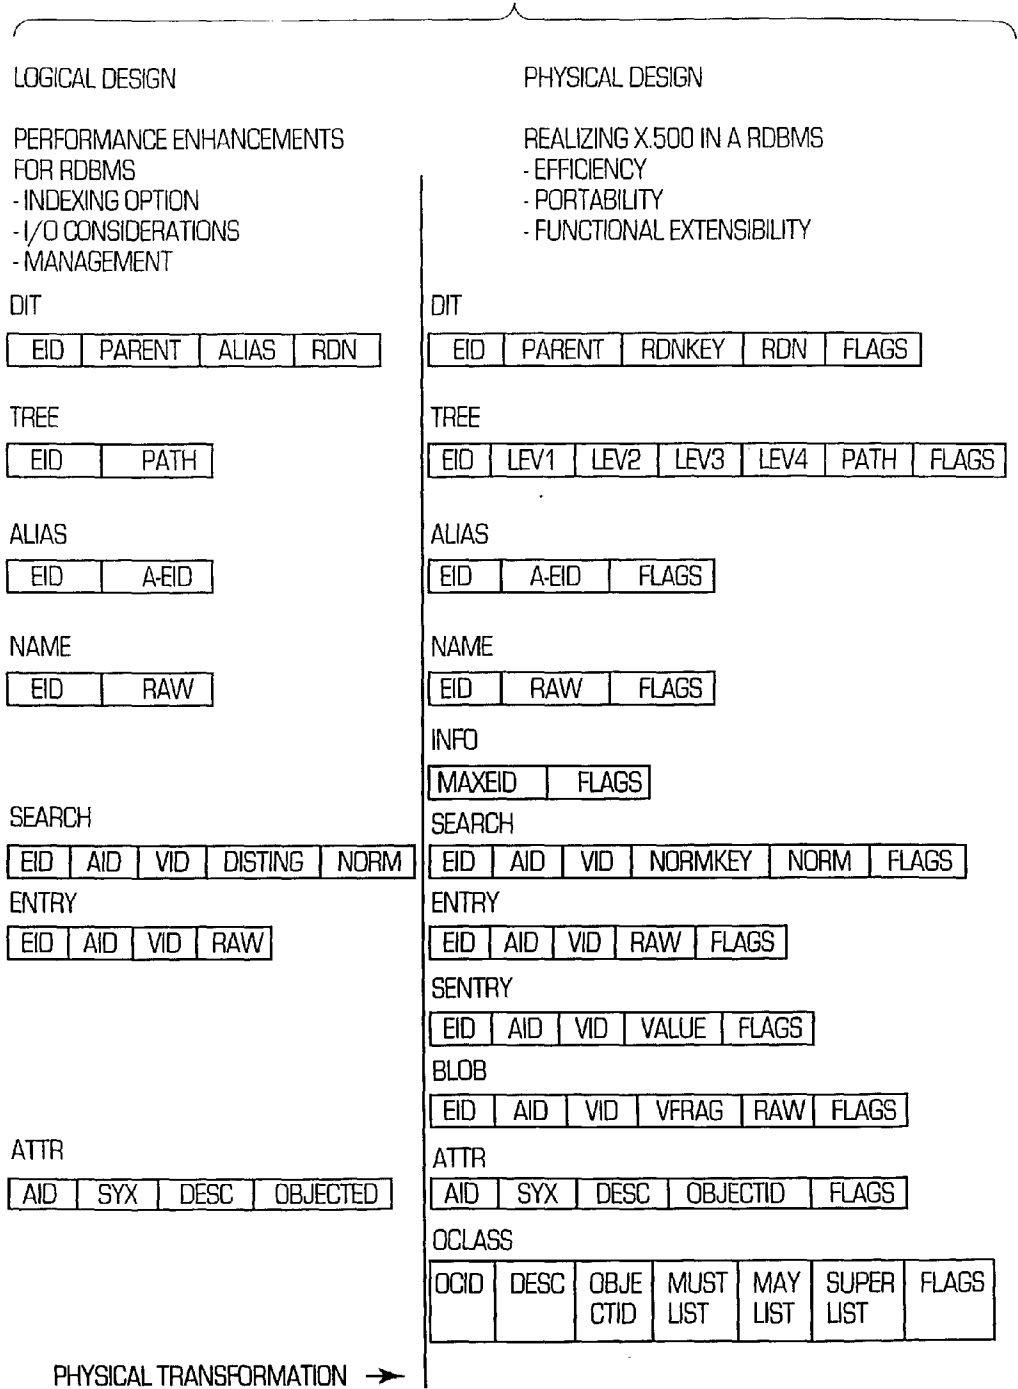 LOGICAL DESIGN
PERFORMANCE ENHANCEMENTS
FOR RDBMS
- INDEXING OPTION
- I/O CONSIDERATIONS
- MANAGEMENT
DIT
EID PARENT ALIAS RDN
TREE
EID PATH
ALIAS
EID A-EID
NAME
EID RAW
SEARCH
EID AID VID DISTING NORM
ENTRY
EID AID VID RAW
ATTR
AID SYX DESC OBJECTED
PHYSICAL TRANSFORMATION →
PHYSICAL DESIGN
REALIZING X.500 IN A RDBMS
- EFFICIENCY
- PORTABILITY
- FUNCTIONAL EXTENSIBILITY
DIT
EID PARENT RDNKEY RDN FLAGS
TREE
EID LEV1 LEV2 LEV3 LEV4 PATH FLAGS
ALIAS
EID A-EID FLAGS
NAME
EID RAW FLAGS
INFO
MAXEID FLAGS
SEARCH
EID AID VID NORMKEY NORM FLAGS
ENTRY
EID AID VID RAW FLAGS
SENTRY
EID AID VID VALUE FLAGS
BLOB
EID AID VID VFRAG RAW FLAGS
ATTR
AID SYX DESC OBJECTID FLAGS
OCLASS
OCID DESC OBJE MUST MAY SUPER FLAGS
CTID LIST LIST LIST